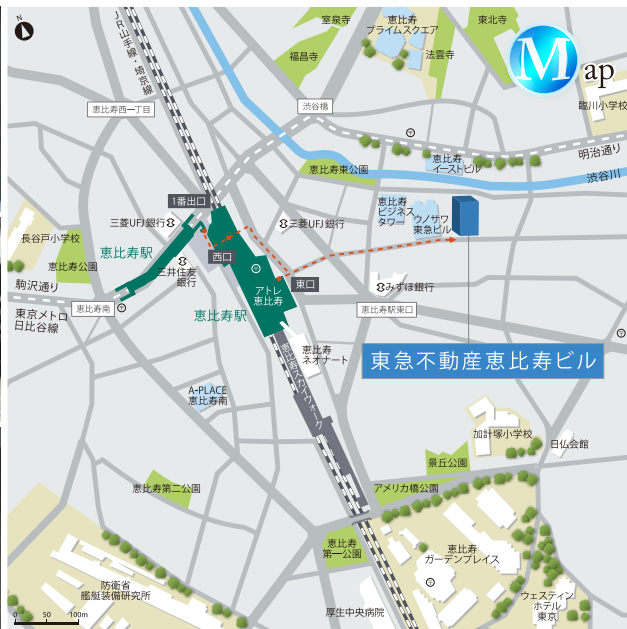 N
JR山手線・埼京線
室泉寺
恵比寿
プライムスクエア
東北寺
福昌寺
法雲寺
Map
臨川小学校
恵比寿西一丁目
渋谷橋
明治通り
恵比寿
イーストビル
渋谷川
恵比寿東公園
1番出口
三菱UFJ銀行
三菱UFJ銀行
恵比寿
ビジネス
タワー
ウノサワ
東急ビル
長谷戸小学校
恵比寿駅
西口
恵比寿公園
三井住友
銀行
アトレ
恵比寿
東口
みずほ銀行
駒沢通り
恵比寿南
東京メトロ
日比谷線
恵比寿駅
恵比寿駅東口
恵比寿
ネオナート
恵比寿スカイウォーク
東急不動産恵比寿ビル
A-PLACE
恵比寿南
加計塚小学校
日仏会館
景丘公園
恵比寿第二公園
アメリカ橋公園
恵比寿
第一公園
恵比寿
ガーデンプレイス
防衛省
艦艇装備研究所
ウェスティン
ホテル
東京
厚生中央病院
0 50 100m